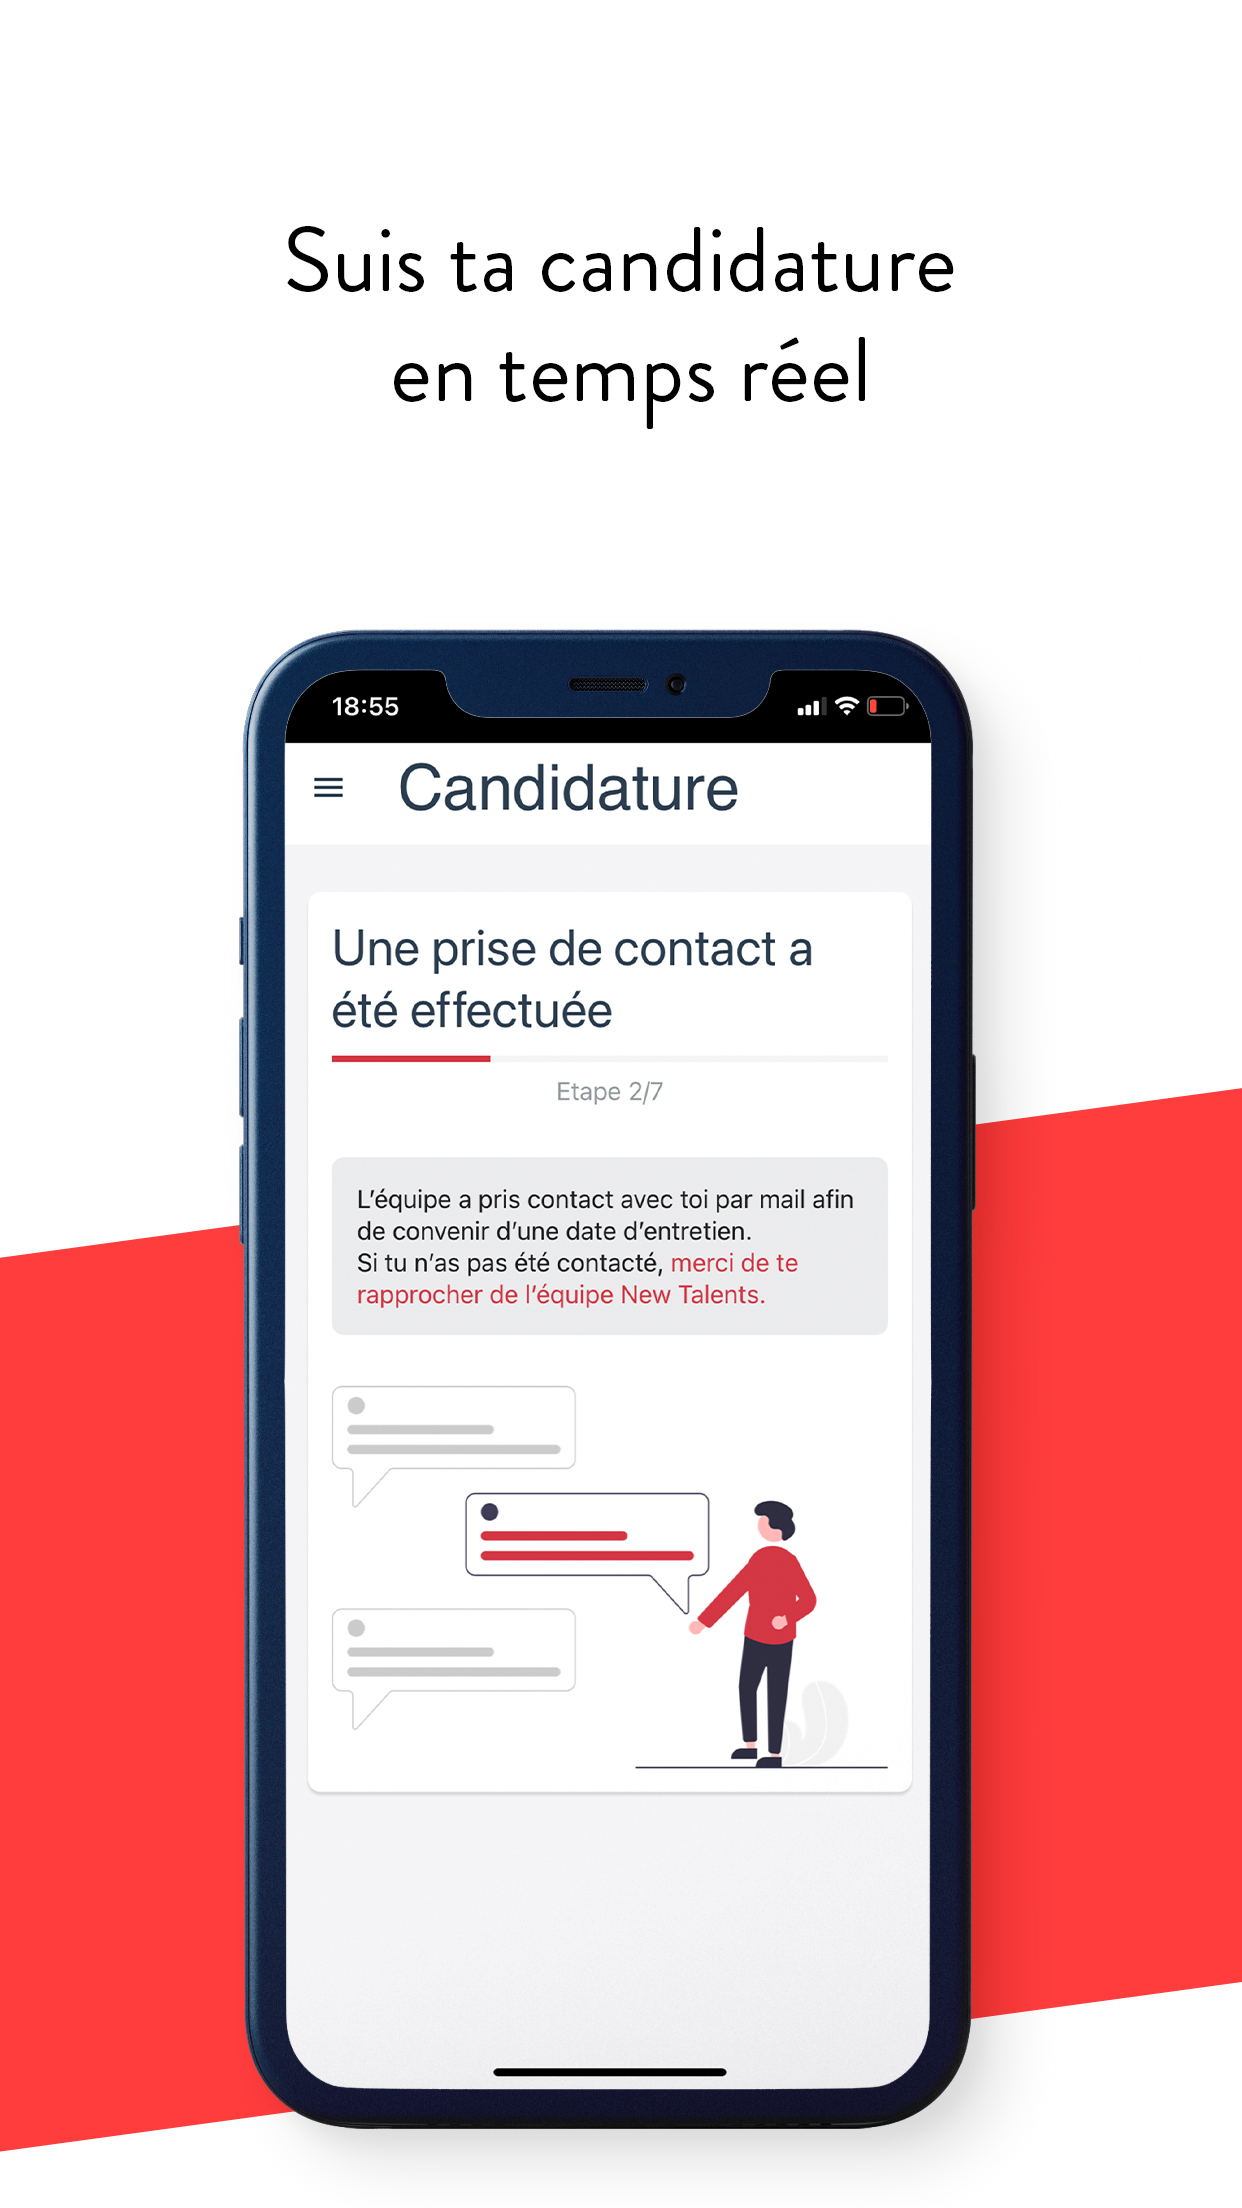 Suis ta candidature
en temps réel
18:55
Candidature
Une prise de contact a
été effectuée
Etape 2/7
L'équipe a pris contact avec toi par mail afin
de convenir d'une date d'entretien.
Si tu n'as pas été contacté, merci de te
rapprocher de l'équipe New Talents.